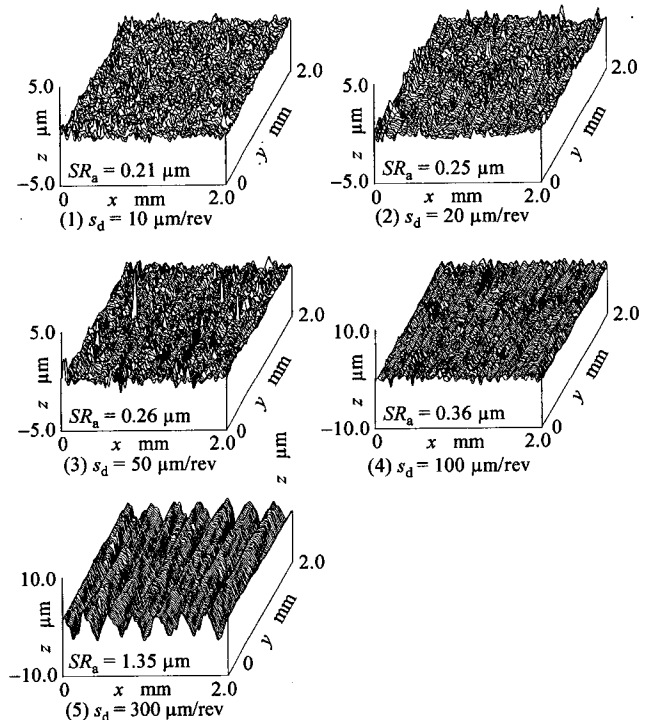 5.0
z μm
−5.0
SRa = 0.21 μm
0
x mm
2.0
0
y mm
2.0
(1) sd = 10 μm/rev
5.0
z μm
−5.0
SRa = 0.25 μm
0
x mm
2.0
0
y mm
2.0
(2) sd = 20 μm/rev
5.0
z μm
−5.0
SRa = 0.26 μm
0
x mm
2.0
0
y mm
2.0
z μm
(3) sd = 50 μm/rev
10.0
−10.0
SRa = 0.36 μm
0
x mm
2.0
0
y mm
2.0
(4) sd = 100 μm/rev
10.0
z μm
−10.0
SRa = 1.35 μm
0
x mm
2.0
0
y mm
2.0
(5) sd = 300 μm/rev